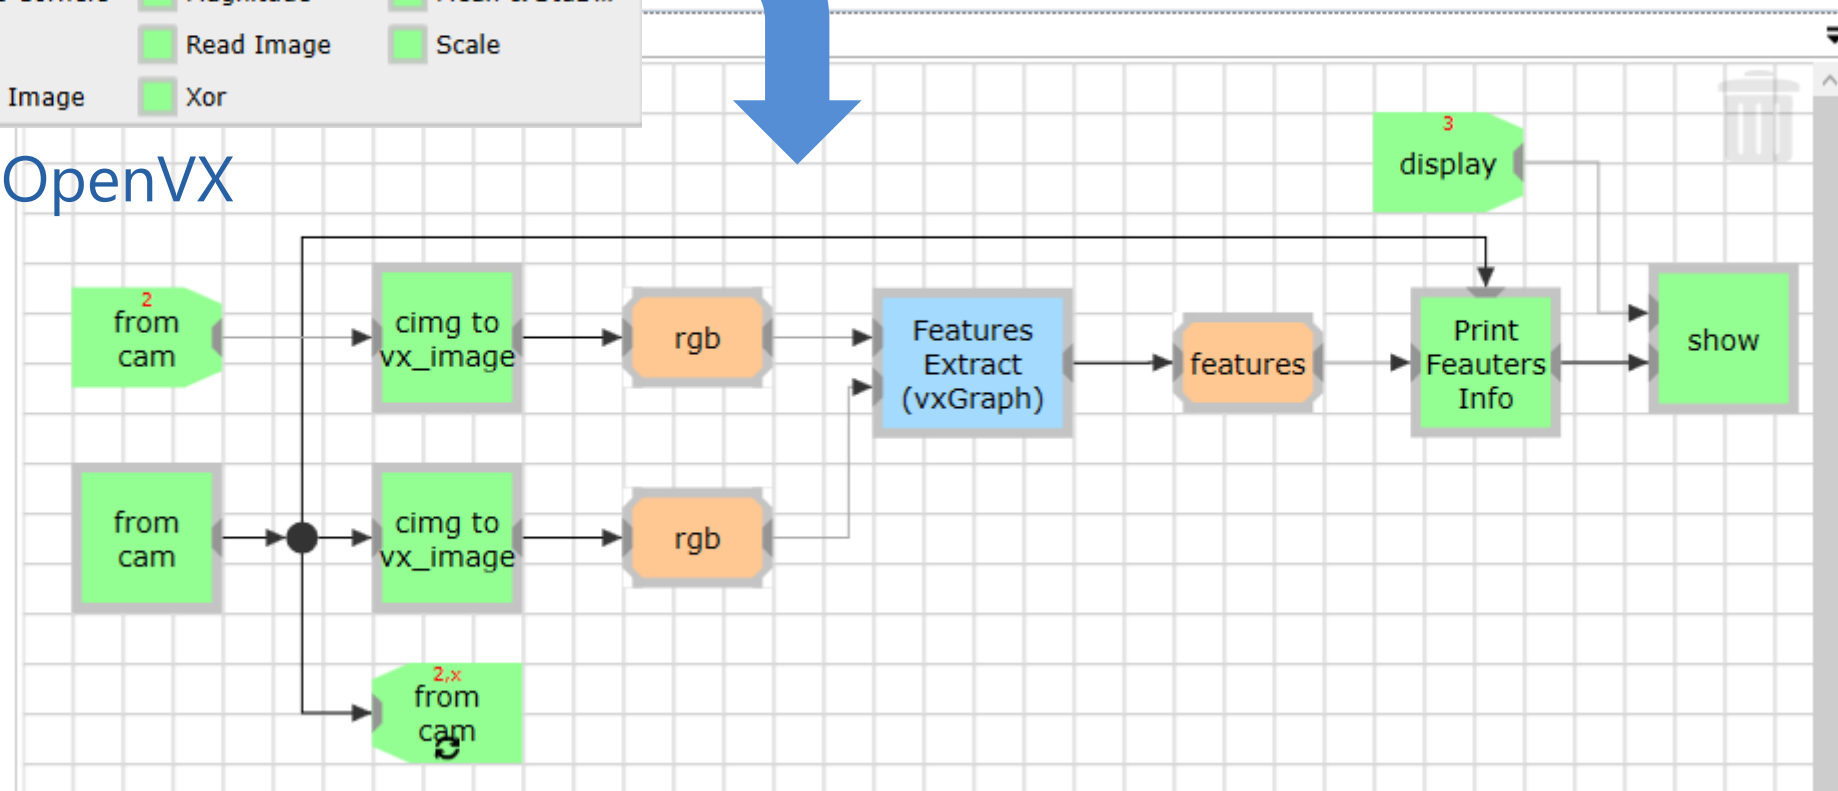 Read Image
Scale
Image
Xor
OpenVX
3
display
2
from
cam
cimg to
vx_image
rgb
Features
Extract
(vxGraph)
features
Print
Feauters
Info
show
from
cam
cimg to
vx_image
rgb
2,x
from
cam